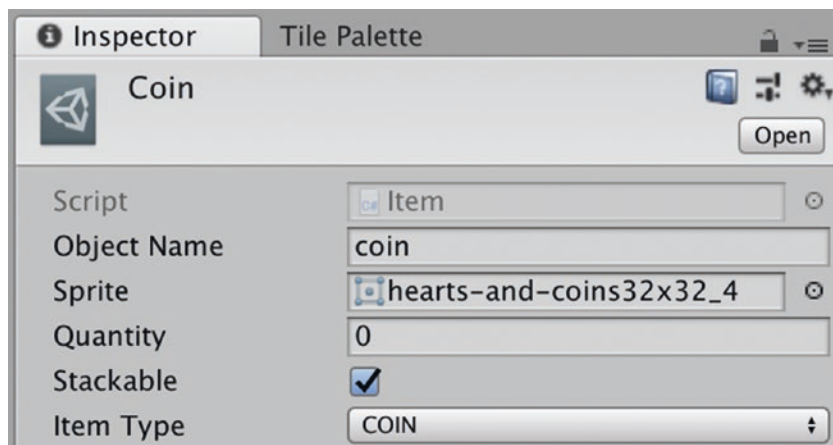 Inspector Tile Palette
Coin
Open
Script Item
Object Name coin
Sprite hearts-and-coins32x32_4
Quantity 0
Stackable
Item Type COIN